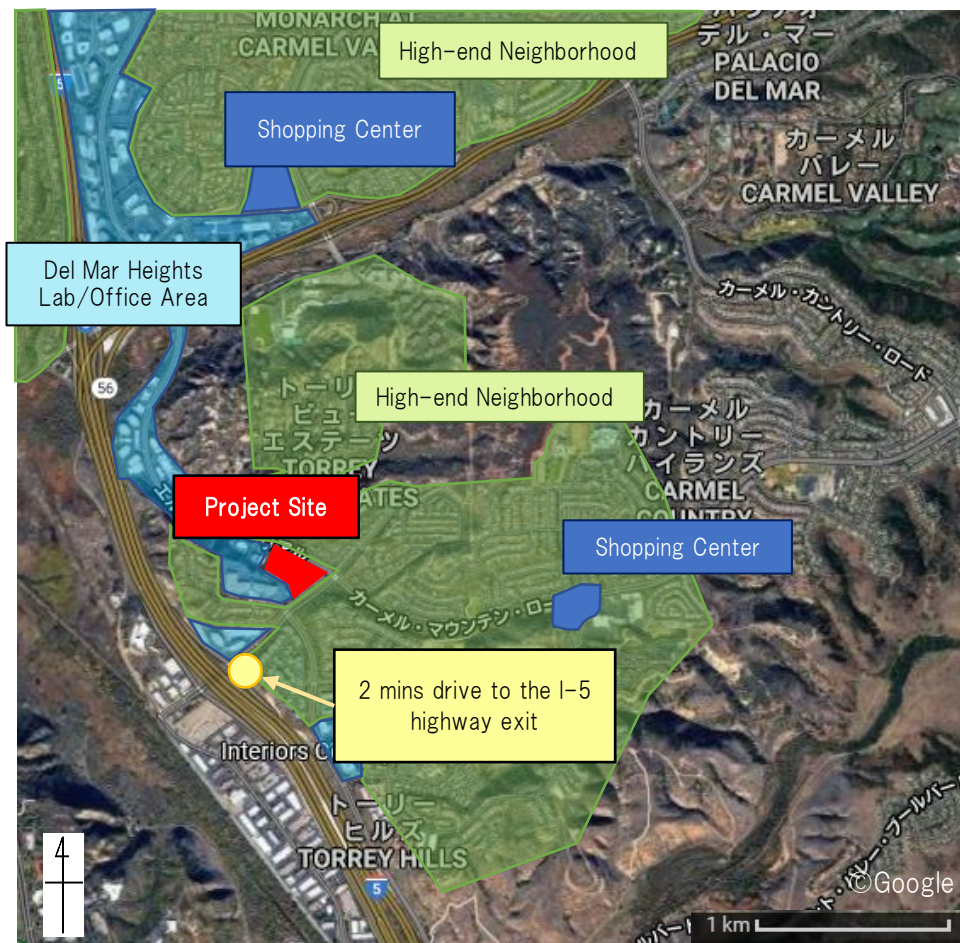 MONARCH AT
CARMEL VA
High-end Neighborhood
テル・マー
PALACIO
DEL MAR
5
Shopping Center
カーメル
バレー
CARMEL VALLEY
Del Mar Heights
Lab/Office Area
カーメル・カントリー・ロード
56
High-end Neighborhood
トーリ
ビュ・
エステーツ
TORREY
ATES
カーメル
カントリー
ハイランズ
CARMEL
COUNTRY
Project Site
Shopping Center
カーメル・マウンテン・ロー
2 mins drive to the I-5
highway exit
Interiors
トーリー
ヒルズ
TORREY HILLS
5
4
©Google
1 km